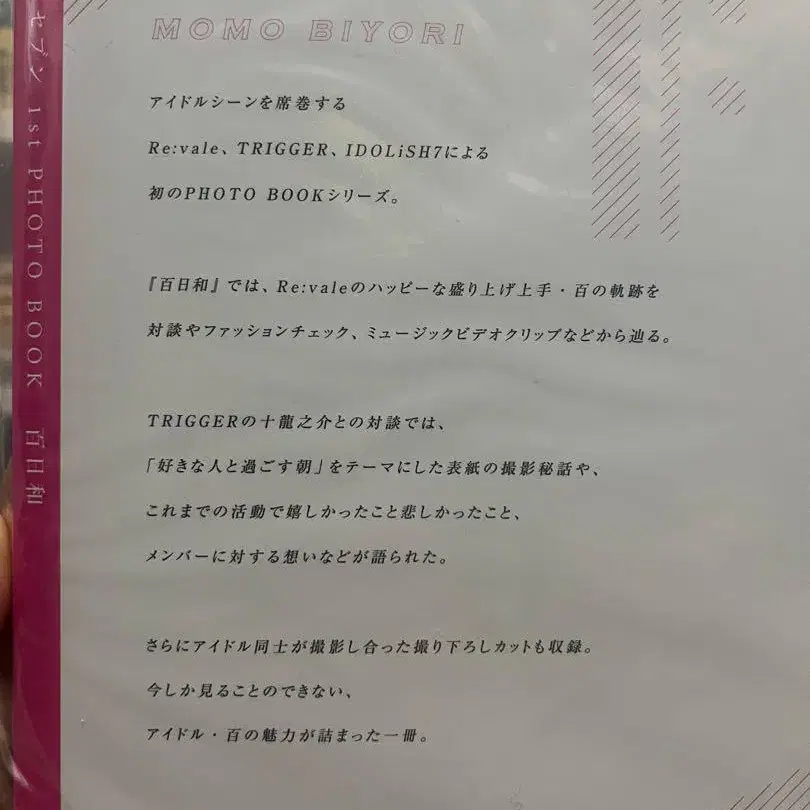 MOMO BIYORI
アイドルシーンを席巻する
Re:vale、TRIGGER、IDOLiSH7による
初のPHOTO BOOKシリーズ。
『百日和』では、Re:valeのハッピーな盛り上げ上手・百の軌跡を
対談やファッションチェック、ミュージックビデオクリップなどから辿る。
TRIGGERの十龍之介との対談では、
「好きな人と過ごす朝」をテーマにした表紙の撮影秘話や、
これまでの活動で嬉しかったこと悲しかったこと、
メンバーに対する想いなどが語られた。
さらにアイドル同士が撮影し合った撮り下ろしカットも収録。
今しか見ることのできない、
アイドル・百の魅力が詰まった一冊。
セブン 1st PHOTO BOOK 百日和